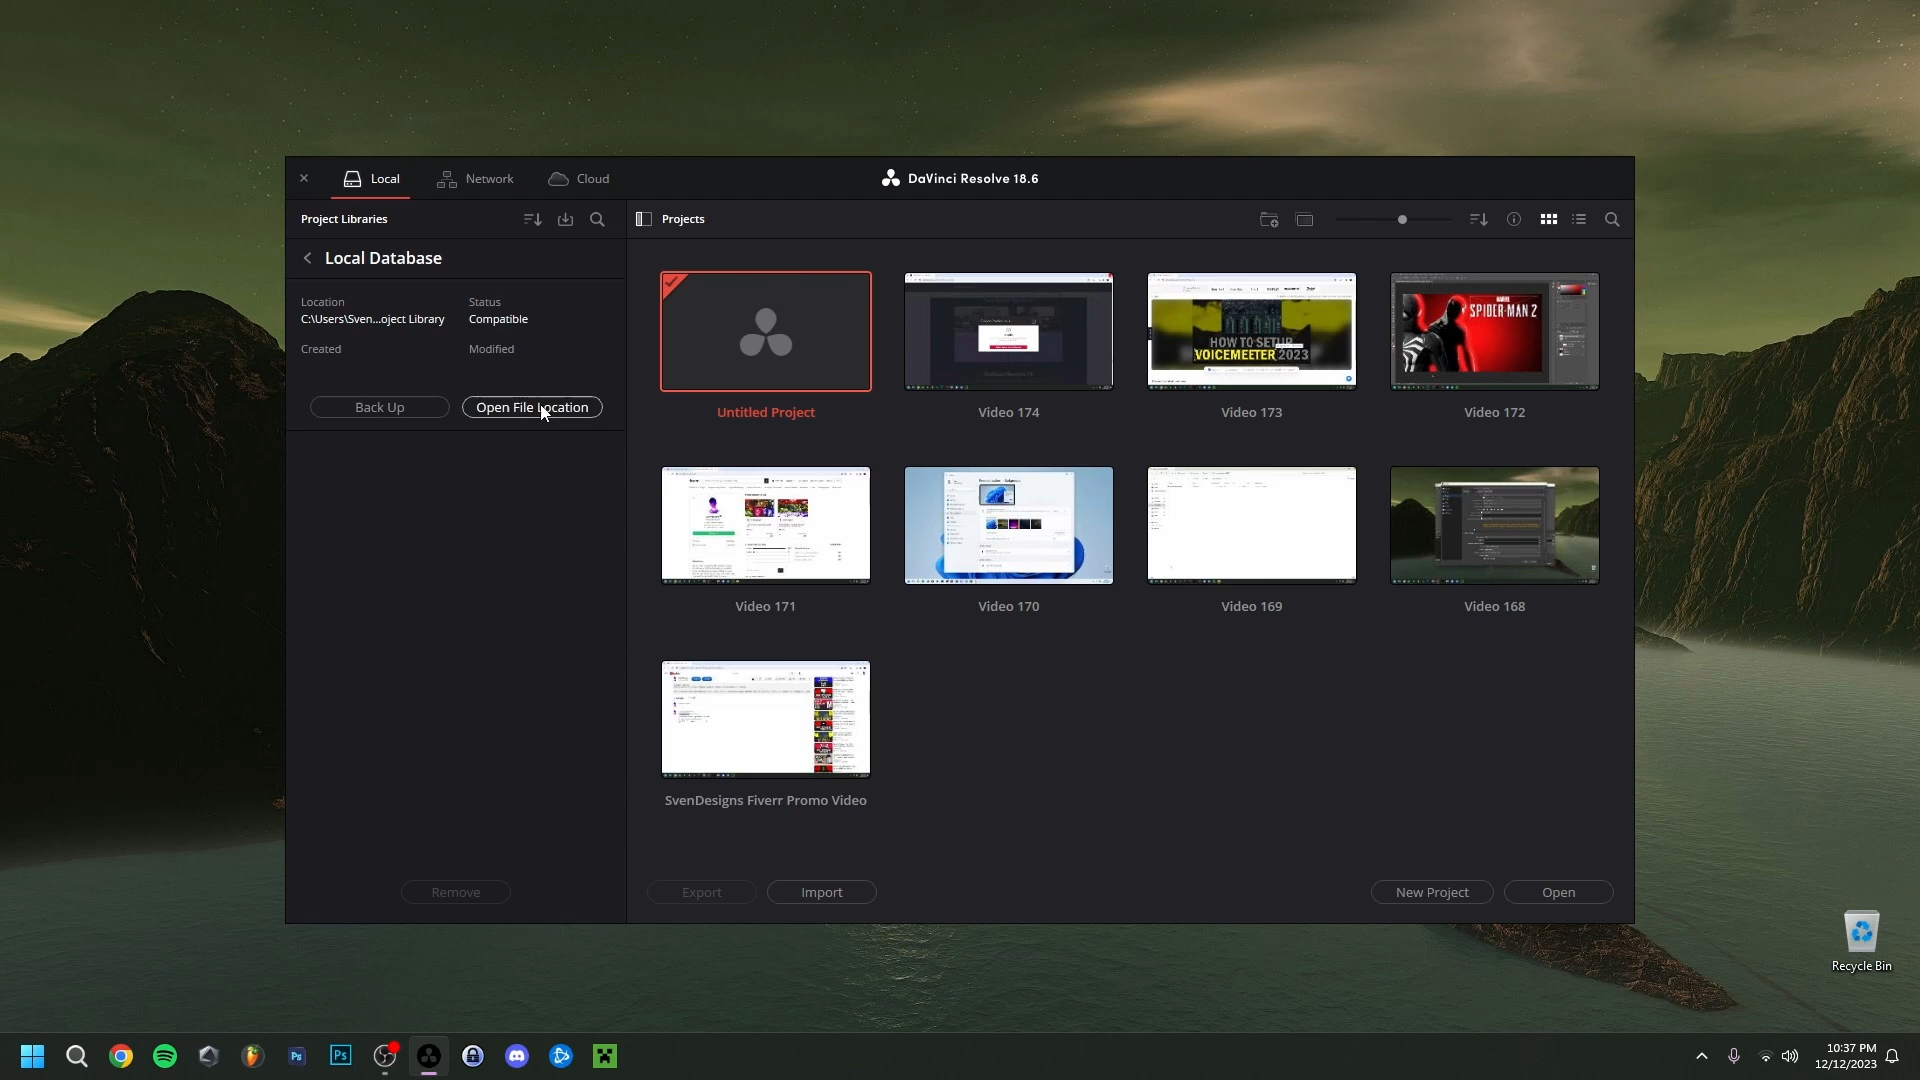 Local
Network
Cloud
DaVinci Resolve 18.6
Project Libraries
Projects
Local Database
Location
Status
C:\Users\Sven...oject Library
Compatible
Created
Modified
Back Up
Open File Location
Remove
HOW TO SETUP
VOICEMEETER 2023
MARVEL
SPIDER-MAN 2
Untitled Project
Video 174
Video 173
Video 172
Video 171
Video 170
Video 169
Video 168
SvenDesigns Fiverr Promo Video
Export
Import
New Project
Open
Recycle Bin
Ps
Ps
10:37 PM
12/12/2023